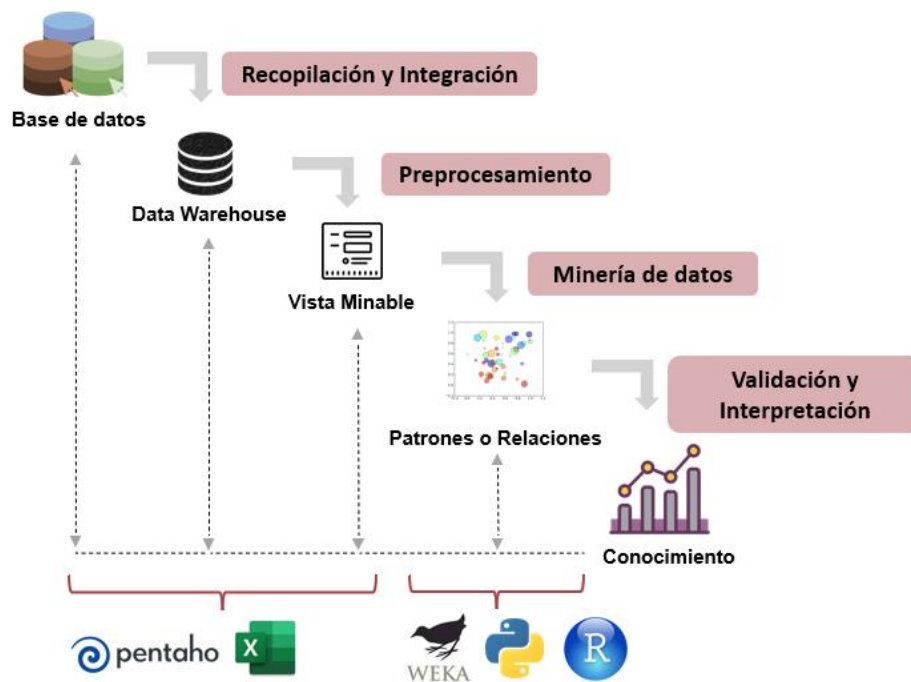 Recopilación y Integración
Base de datos
Preprocesamiento
Data Warehouse
Minería de datos
Vista Minable
Validación y
Interpretación
Patrones o Relaciones
Conocimiento
pentaho
X
WEKA
R